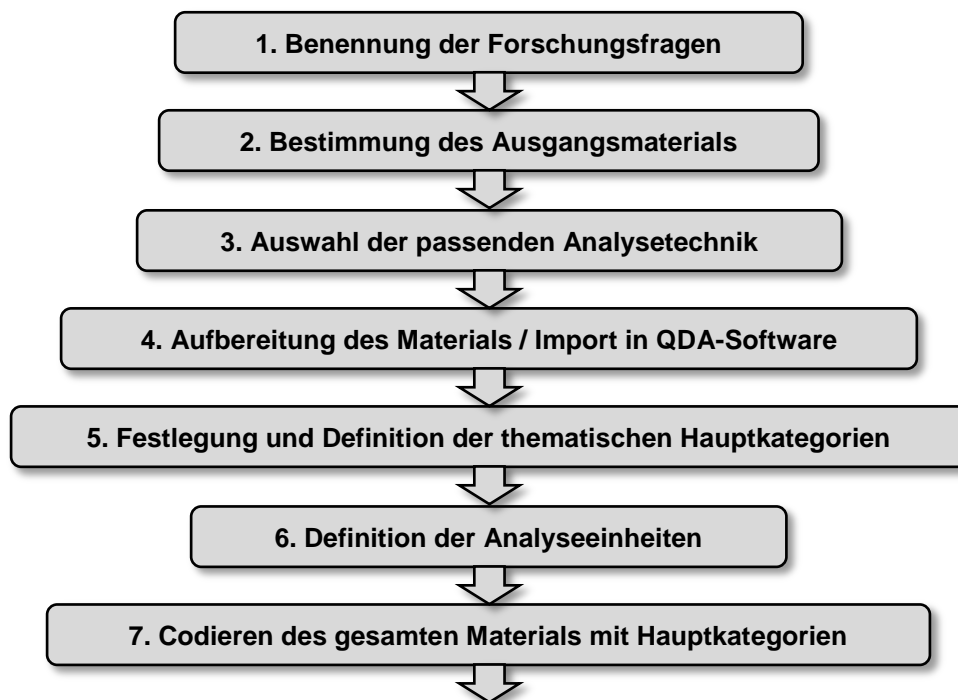 1. Benennung der Forschungsfragen
2. Bestimmung des Ausgangsmaterials
3. Auswahl der passenden Analysetechnik
4. Aufbereitung des Materials / Import in QDA-Software
5. Festlegung und Definition der thematischen Hauptkategorien
6. Definition der Analyseeinheiten
7. Codieren des gesamten Materials mit Hauptkategorien